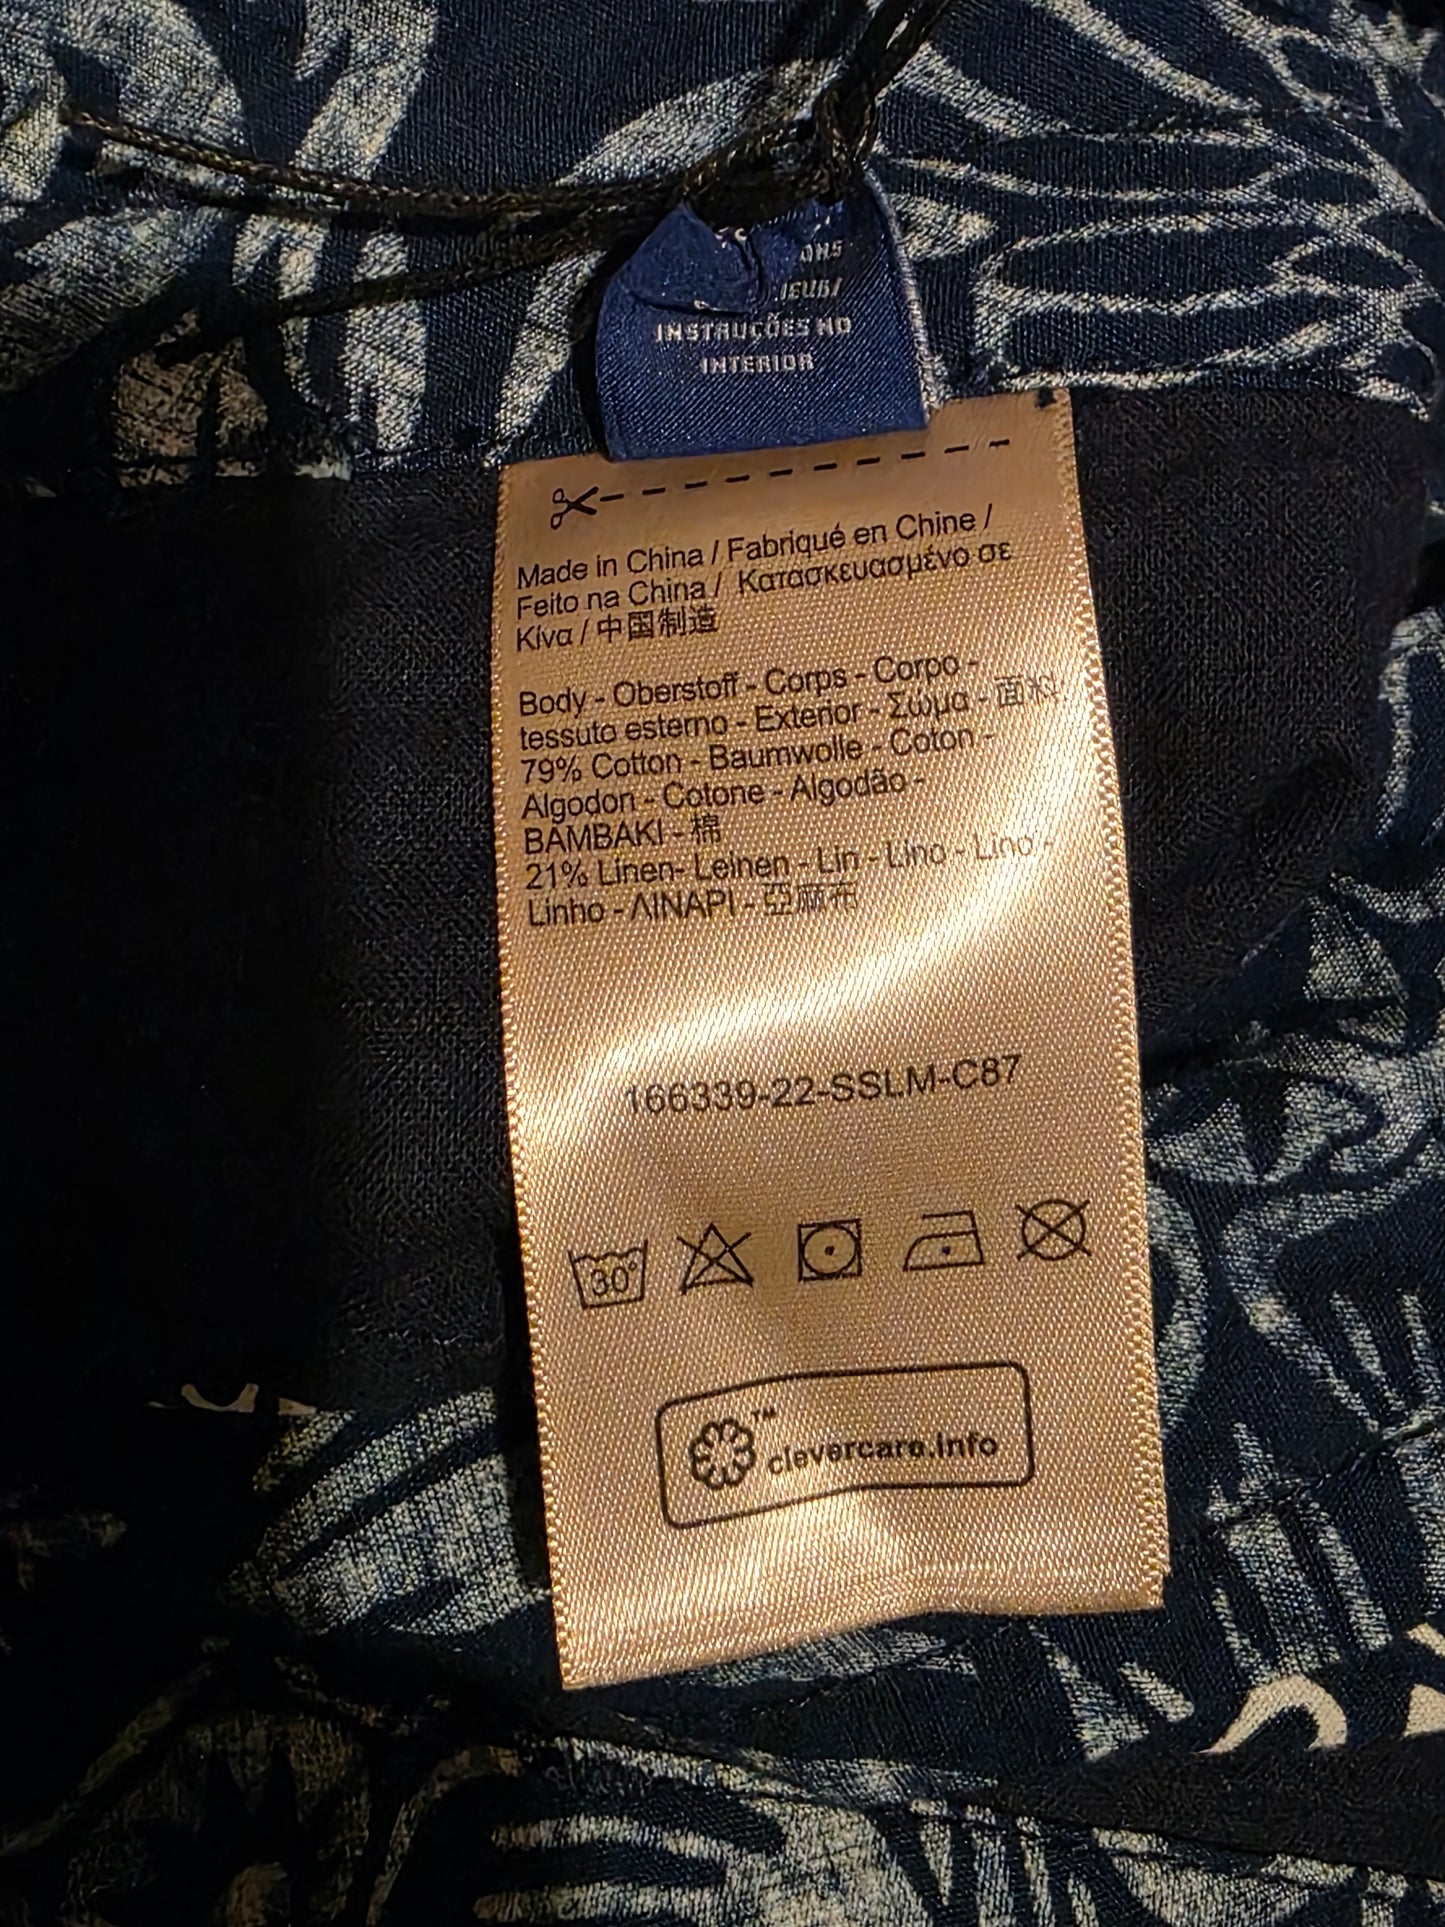 INSTRUÇÕES NO
INTERIOR
Made in China / Fabriqué en Chine /
Feito na China / Κατασκευασμένο σε
Κίνα / 中国制造
Body - Oberstoff - Corps - Corpo -
tessuto esterno - Exterior - Σώμα - 面料
79% Cotton - Baumwolle - Coton -
Algodon - Cotone - Algodão -
BAMBAKI - 棉
21% Linen- Leinen - Lin - Lino - Lino -
Linho - ΛΙΝΑΡΙ - 亞麻布
166339-22-SSLM-C87
30°
™
clevercare.info